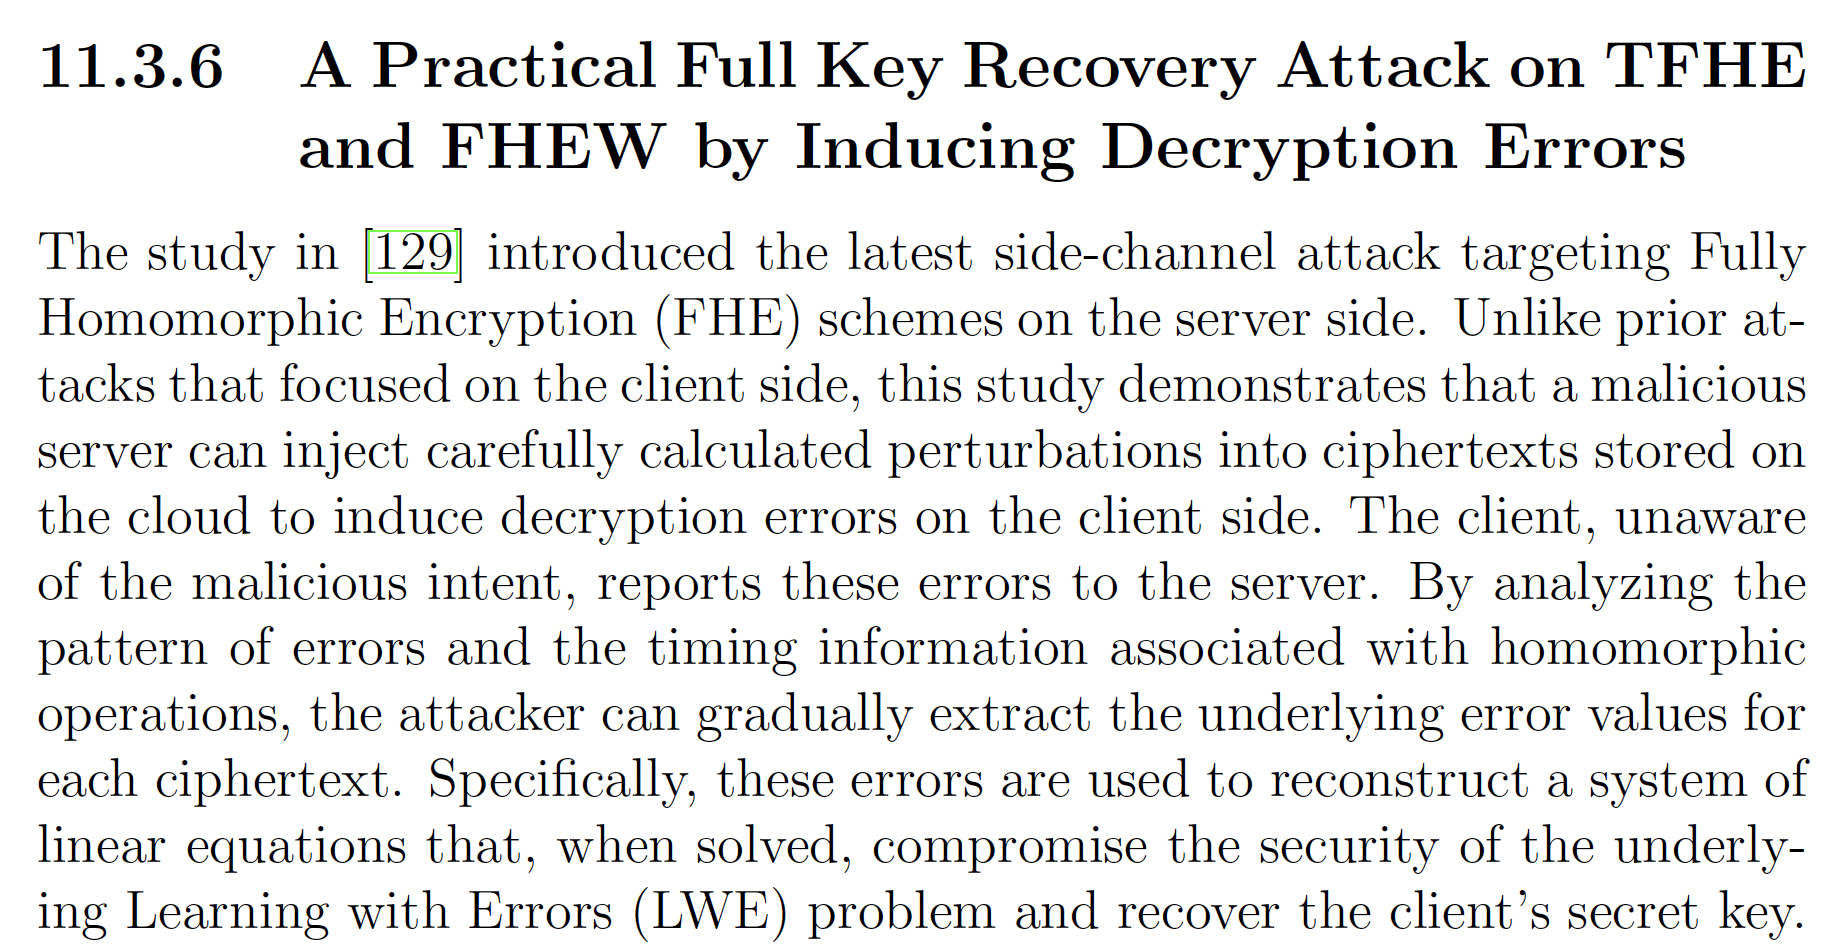 11.3.6 A Practical Full Key Recovery Attack on TFHE
and FHEW by Inducing Decryption Errors
The study in [129] introduced the latest side-channel attack targeting Fully
Homomorphic Encryption (FHE) schemes on the server side. Unlike prior at-
tacks that focused on the client side, this study demonstrates that a malicious
server can inject carefully calculated perturbations into ciphertexts stored on
the cloud to induce decryption errors on the client side. The client, unaware
of the malicious intent, reports these errors to the server. By analyzing the
pattern of errors and the timing information associated with homomorphic
operations, the attacker can gradually extract the underlying error values for
each ciphertext. Specifically, these errors are used to reconstruct a system of
linear equations that, when solved, compromise the security of the underly-
ing Learning with Errors (LWE) problem and recover the client's secret key.